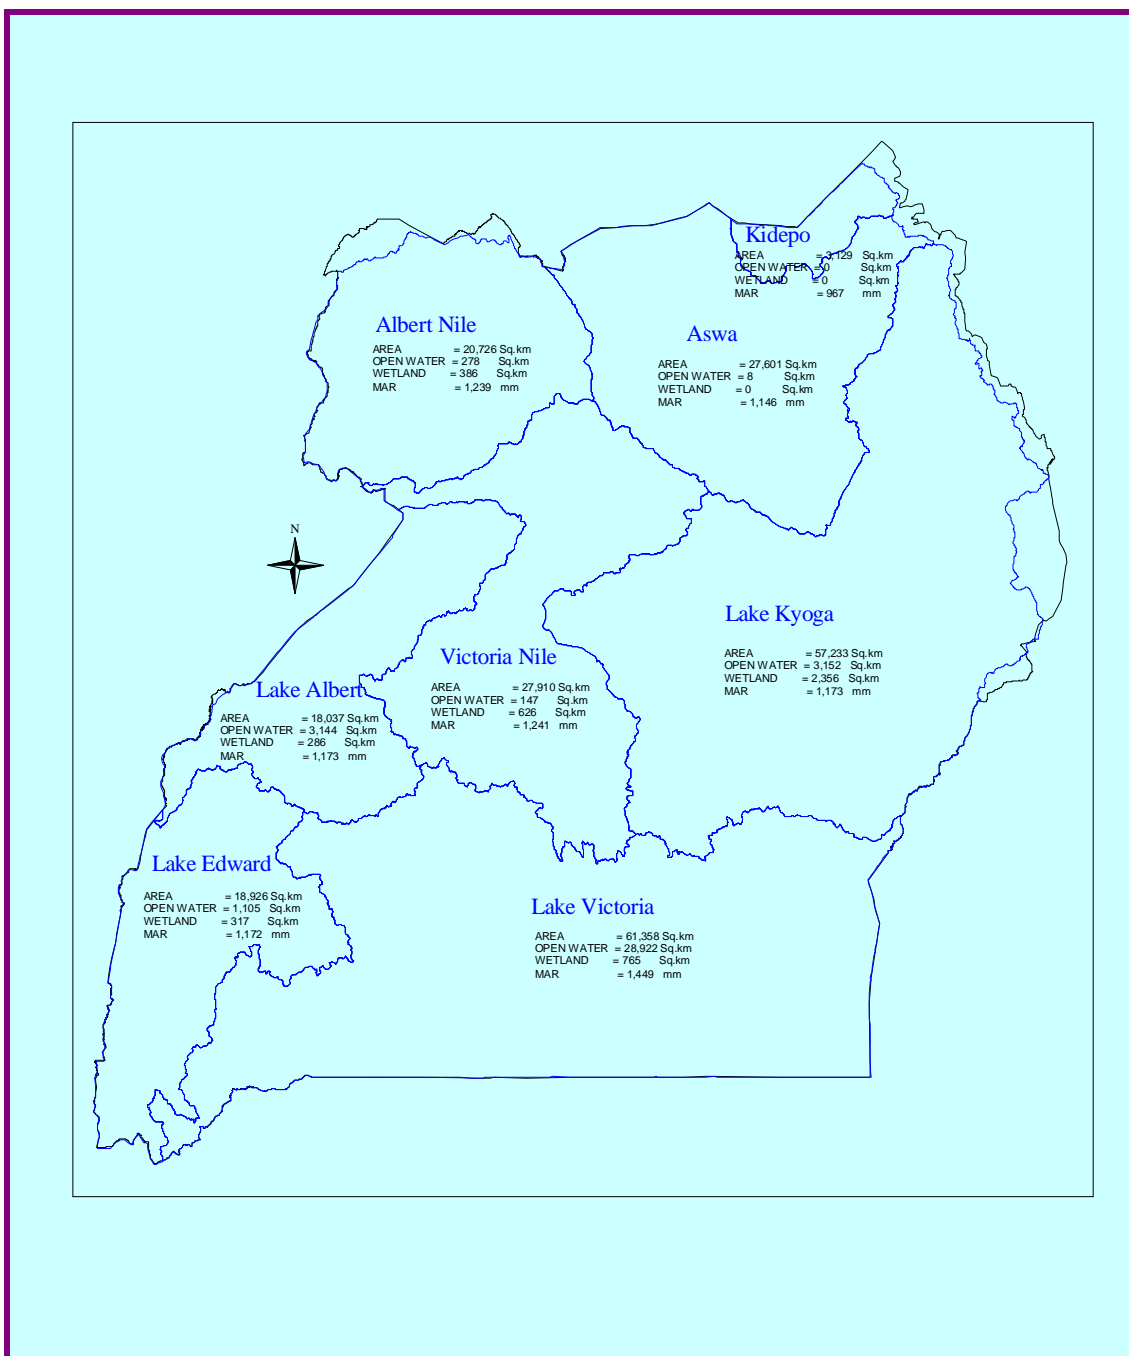 Kidepo
AREA = 3,129 Sq.km
OPEN WATER = 0 Sq.km
WETLAND = 0 Sq.km
MAR = 967 mm
Albert Nile
AREA = 20,726 Sq.km
OPEN WATER = 278 Sq.km
WETLAND = 386 Sq.km
MAR = 1,239 mm
Aswa
AREA = 27,601 Sq.km
OPEN WATER = 8 Sq.km
WETLAND = 0 Sq.km
MAR = 1,146 mm
N
Lake Kyoga
AREA = 57,233 Sq.km
OPEN WATER = 3,152 Sq.km
WETLAND = 2,356 Sq.km
MAR = 1,173 mm
Victoria Nile
AREA = 27,910 Sq.km
OPEN WATER = 147 Sq.km
WETLAND = 626 Sq.km
MAR = 1,241 mm
Lake Albert
AREA = 18,037 Sq.km
OPEN WATER = 3,144 Sq.km
WETLAND = 286 Sq.km
MAR = 1,173 mm
Lake Edward
AREA = 18,926 Sq.km
OPEN WATER = 1,105 Sq.km
WETLAND = 317 Sq.km
MAR = 1,172 mm
Lake Victoria
AREA = 61,358 Sq.km
OPEN WATER = 28,922 Sq.km
WETLAND = 765 Sq.km
MAR = 1,449 mm